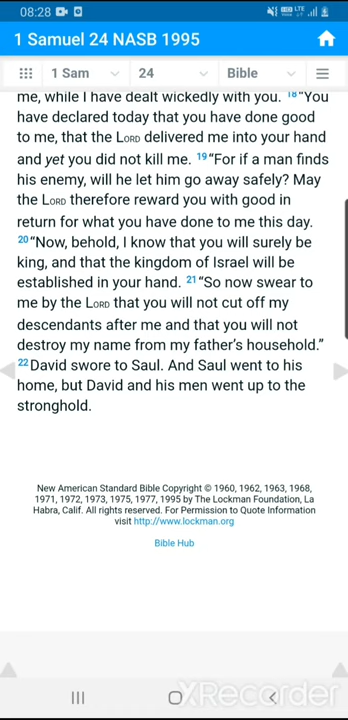 08:28
LTE
1 Samuel 24 NASB 1995
1 Sam 24 Bible
me, while I have dealt wickedly with you. 18 “You
have declared today that you have done good
to me, that the LORD delivered me into your hand
and yet you did not kill me. 19 “For if a man finds
his enemy, will he let him go away safely? May
the LORD therefore reward you with good in
return for what you have done to me this day.
20 “Now, behold, I know that you will surely be
king, and that the kingdom of Israel will be
established in your hand. 21 “So now swear to
me by the LORD that you will not cut off my
descendants after me and that you will not
destroy my name from my father’s household.”
22 David swore to Saul. And Saul went to his
home, but David and his men went up to the
stronghold.
New American Standard Bible Copyright © 1960, 1962, 1963, 1968,
1971, 1972, 1973, 1975, 1977, 1995 by The Lockman Foundation, La
Habra, Calif. All rights reserved. For Permission to Quote Information
visit http://www.lockman.org
Bible Hub
XRecorder